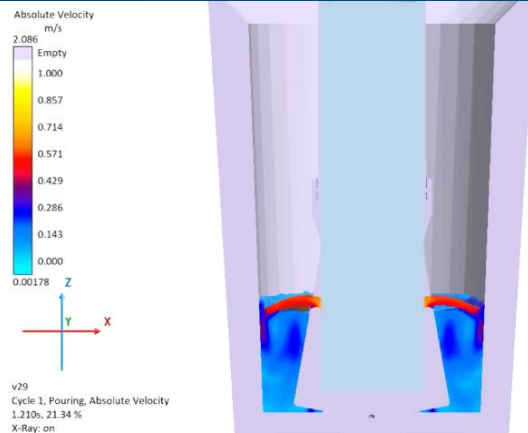 Absolute Velocity
m/s
2.086
Empty
1.000
0.857
0.714
0.571
0.429
0.286
0.143
0.000
0.00178
Z
Y X
v29
Cycle 1, Pouring, Absolute Velocity
1.210s, 21.34 %
X-Ray: on